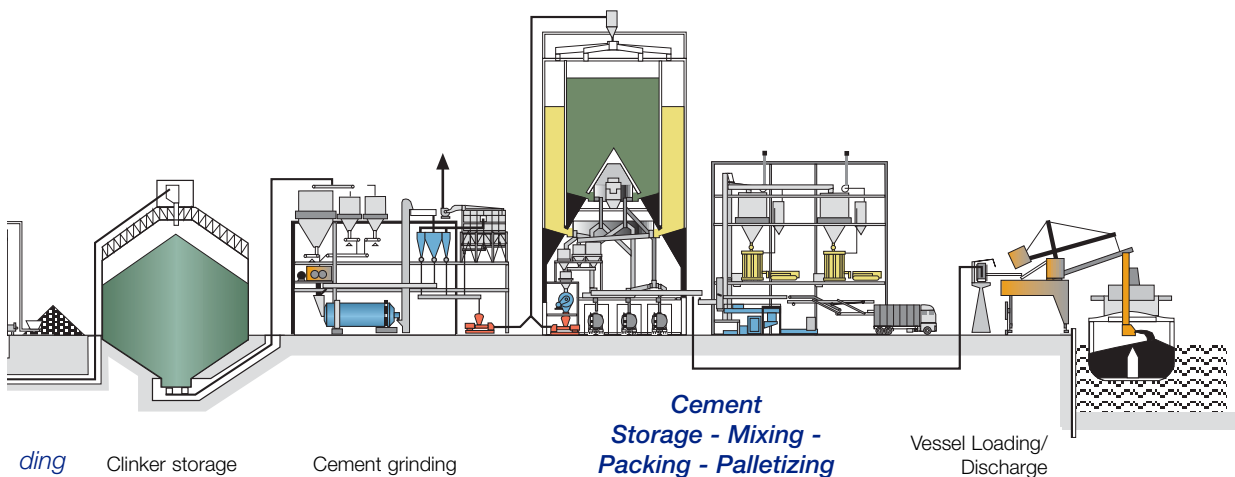 ding
Clinker storage
Cement grinding
Cement
Storage - Mixing -
Packing - Palletizing
Vessel Loading/
Discharge